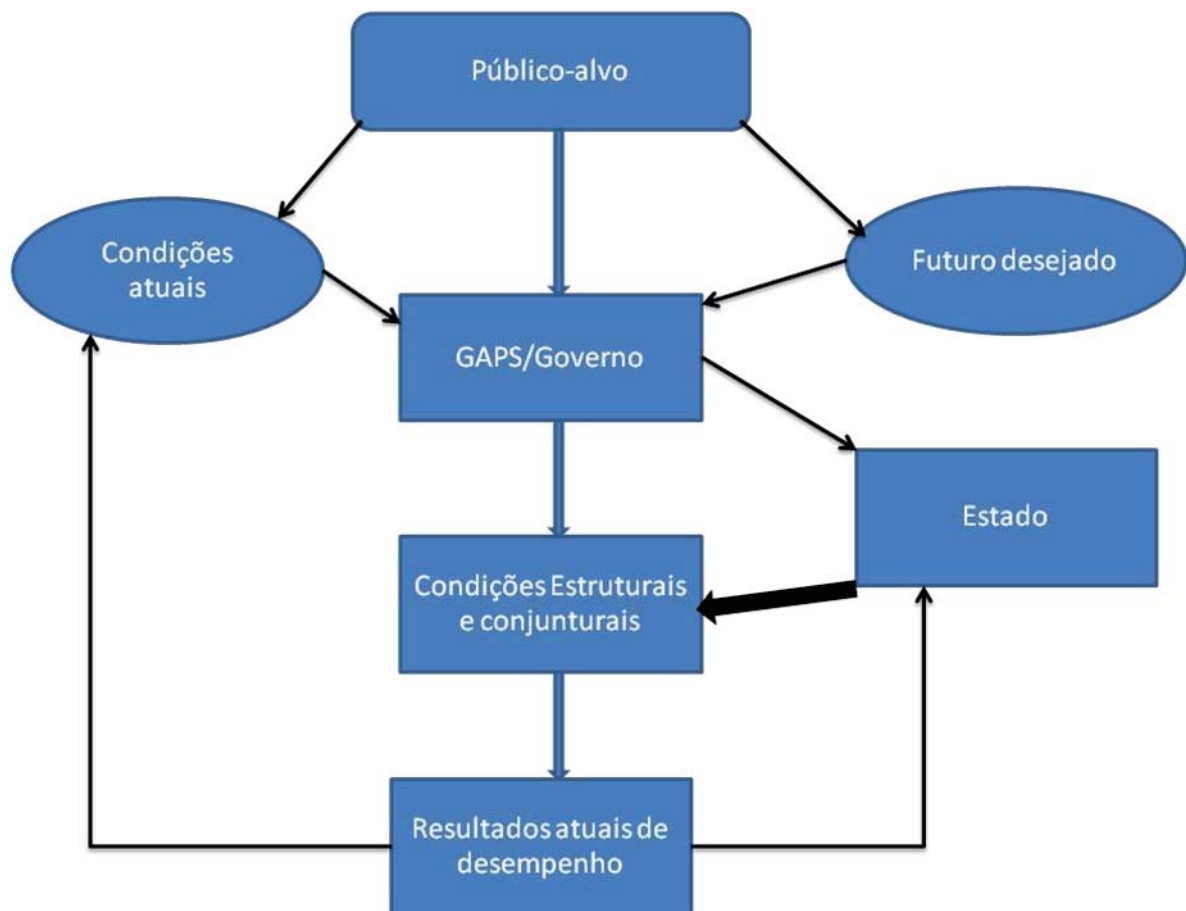 Público-alvo
Condições
atuais
Futuro desejado
GAPS/Governo
Estado
Condições Estruturais
e conjunturais
Resultados atuais de
desempenho